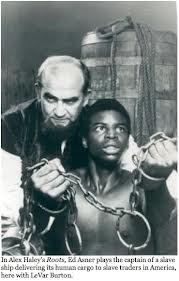 In Alex Haley's Roots, Ed Asner plays the captain of a slave
ship delivering its human cargo to slave traders in America,
here with LeVar Burton.